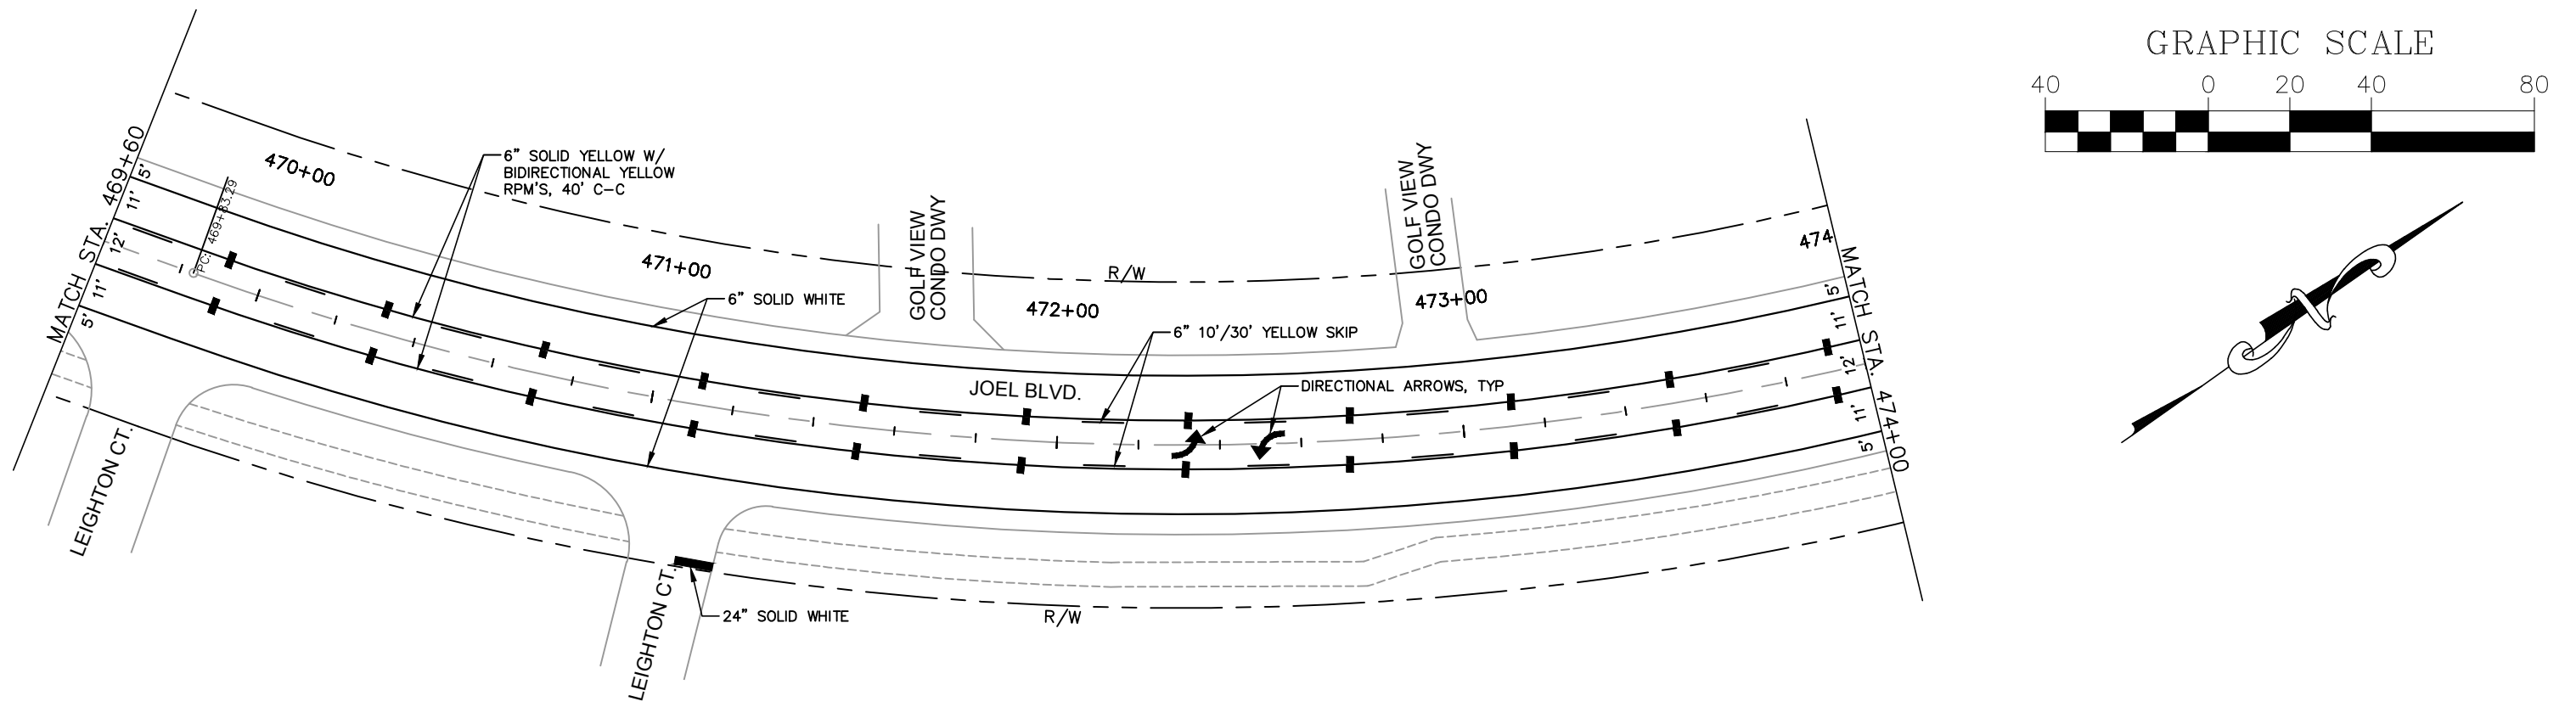 GRAPHIC SCALE
40 0 20 40 80
MATCH STA. 469+60
5'
11'
12'
11'
5'
PC: 469+83.29
470+00
6" SOLID YELLOW W/
BIDIRECTIONAL YELLOW
RPM'S, 40' C-C
471+00
6" SOLID WHITE
GOLF VIEW
CONDO DWY
472+00
R/W
6" 10'/30' YELLOW SKIP
GOLF VIEW
CONDO DWY
473+00
474
JOEL BLVD.
DIRECTIONAL ARROWS, TYP
MATCH STA. 474+00
5'
11'
12'
11'
5'
LEIGHTON CT.
LEIGHTON CT.
24" SOLID WHITE
R/W